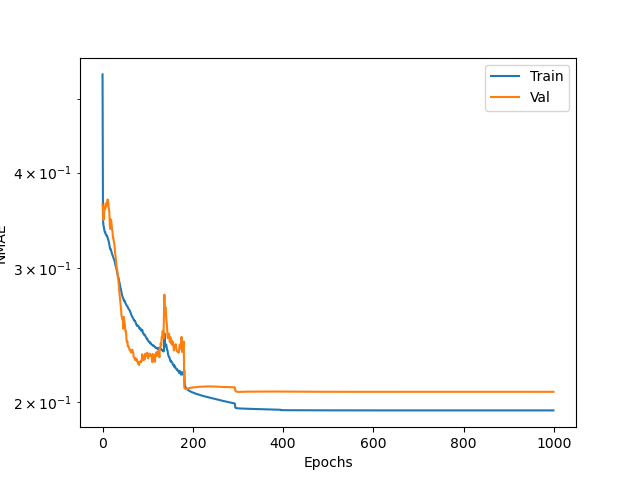 Train
Val
4 × 10⁻¹
3 × 10⁻¹
2 × 10⁻¹
NMAE
0 200 400 600 800 1000
Epochs